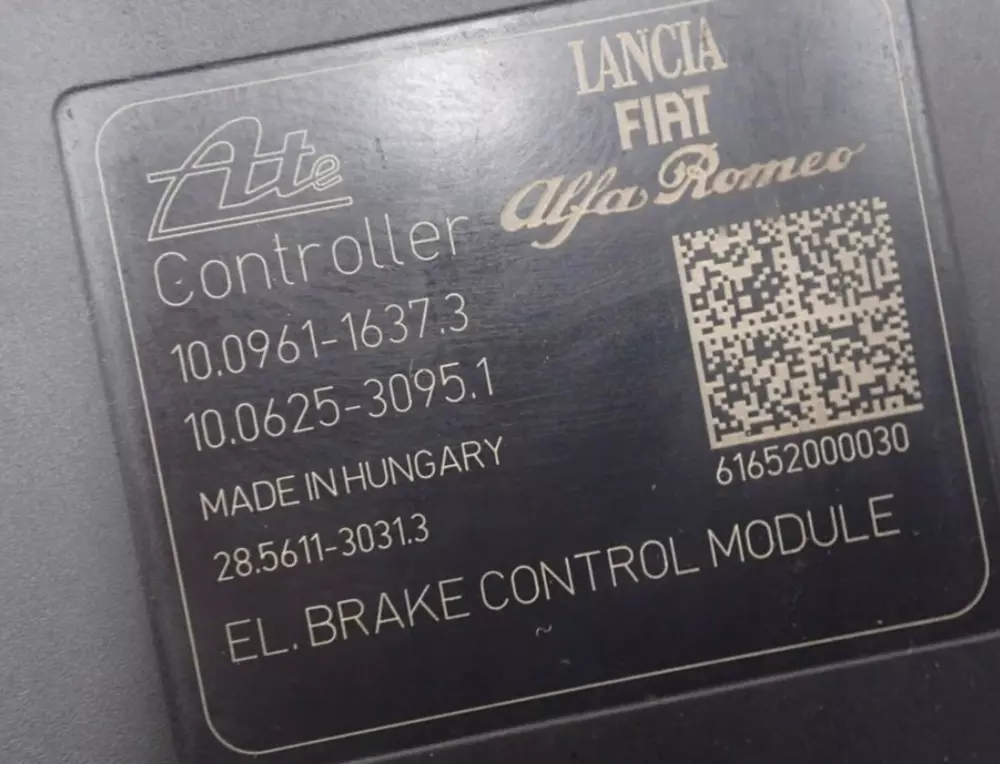 LANCIA
FIAT
Alfa Romeo
Ate
Controller
10.0961-1637.3
10.0625-3095.1
MADE IN HUNGARY
28.5611-3031.3
61652000030
EL. BRAKE CONTROL MODULE
~